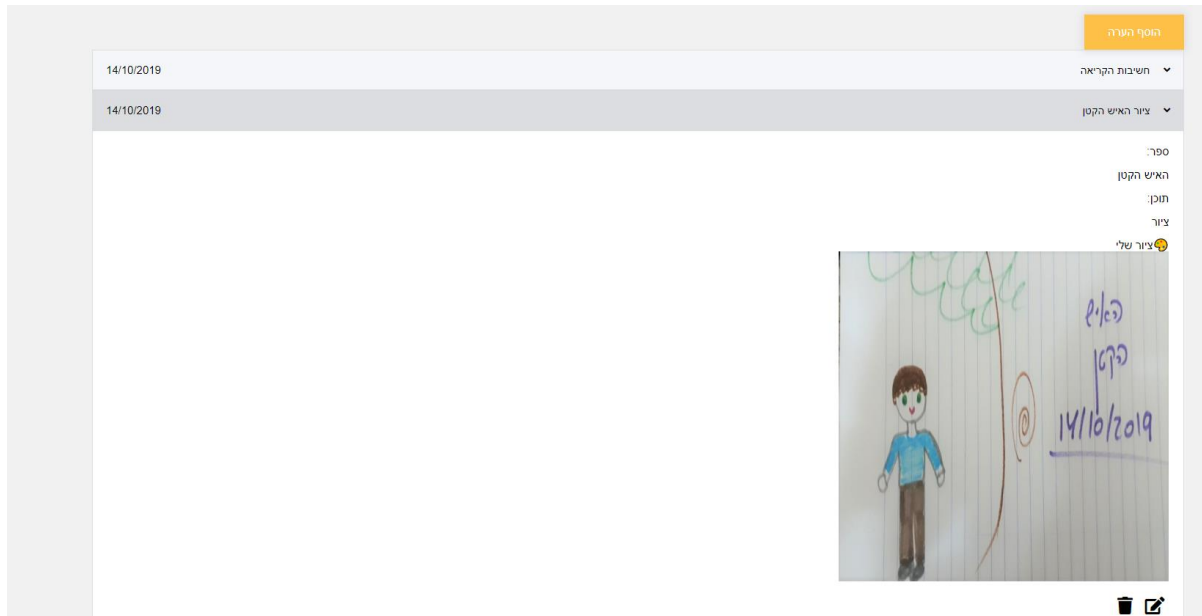 הוסף הערה
חשיבות הקריאה 14/10/2019
ציור האיש הקטן 14/10/2019
ספר:
האיש הקטן
תוכן:
ציור
ציור שלי
האיש
הקטן
14/10/2019